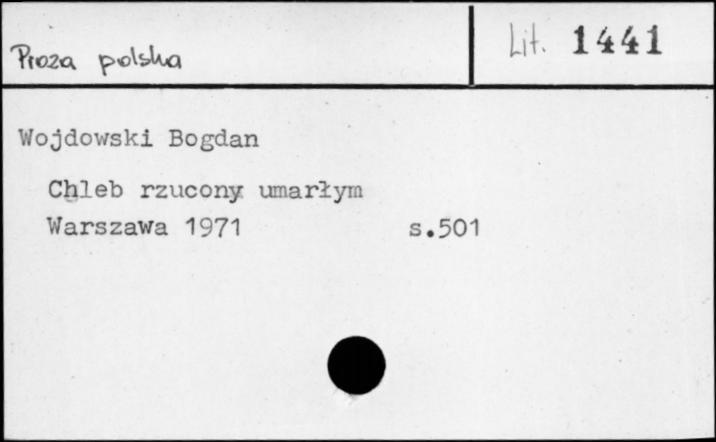 Proza polska
Lit. 1441
Wojdowski Bogdan
Chleb rzucony umarłym
Warszawa 1971 s.501